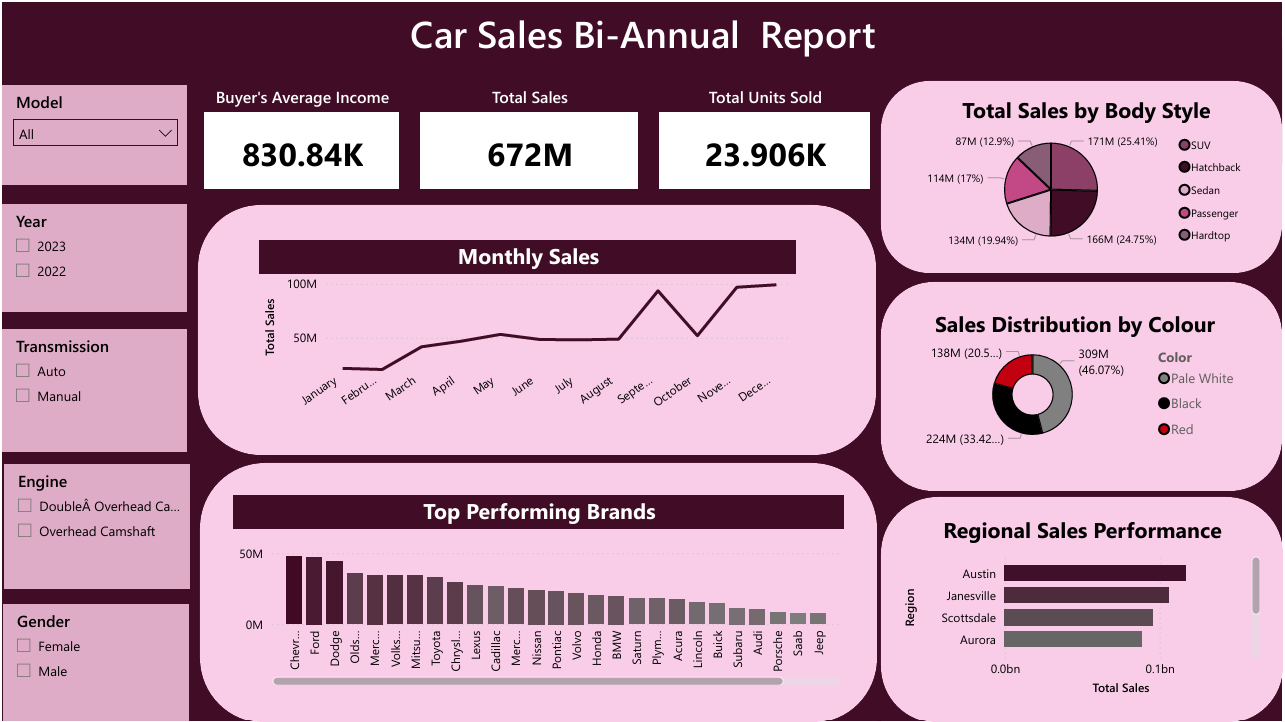 Car Sales Bi-Annual  Report
Model
All
Year
2023
2022
Transmission
Auto
Manual
Engine
DoubleÂ Overhead Ca...
Overhead Camshaft
Gender
Female
Male
Buyer's Average Income
830.84K
Total Sales
672M
Total Units Sold
23.906K
Monthly Sales
Total Sales
100M
50M
January
Febru...
March
April
May
June
July
August
Septe...
October
Nove...
Dece...
Top Performing Brands
50M
0M
Chevr...
Ford
Dodge
Olds...
Merc...
Volks...
Mitsu...
Toyota
Chrysl...
Lexus
Cadillac
Merc...
Nissan
Pontiac
Volvo
Honda
BMW
Saturn
Plym...
Acura
Lincoln
Buick
Subaru
Audi
Porsche
Saab
Jeep
Total Sales by Body Style
87M (12.9%)
171M (25.41%)
114M (17%)
134M (19.94%)
166M (24.75%)
SUV
Hatchback
Sedan
Passenger
Hardtop
Sales Distribution by Colour
138M (20.5...)
309M
(46.07%)
224M (33.42...)
Color
Pale White
Black
Red
Regional Sales Performance
Region
Austin
Janesville
Scottsdale
Aurora
0.0bn
0.1bn
Total Sales